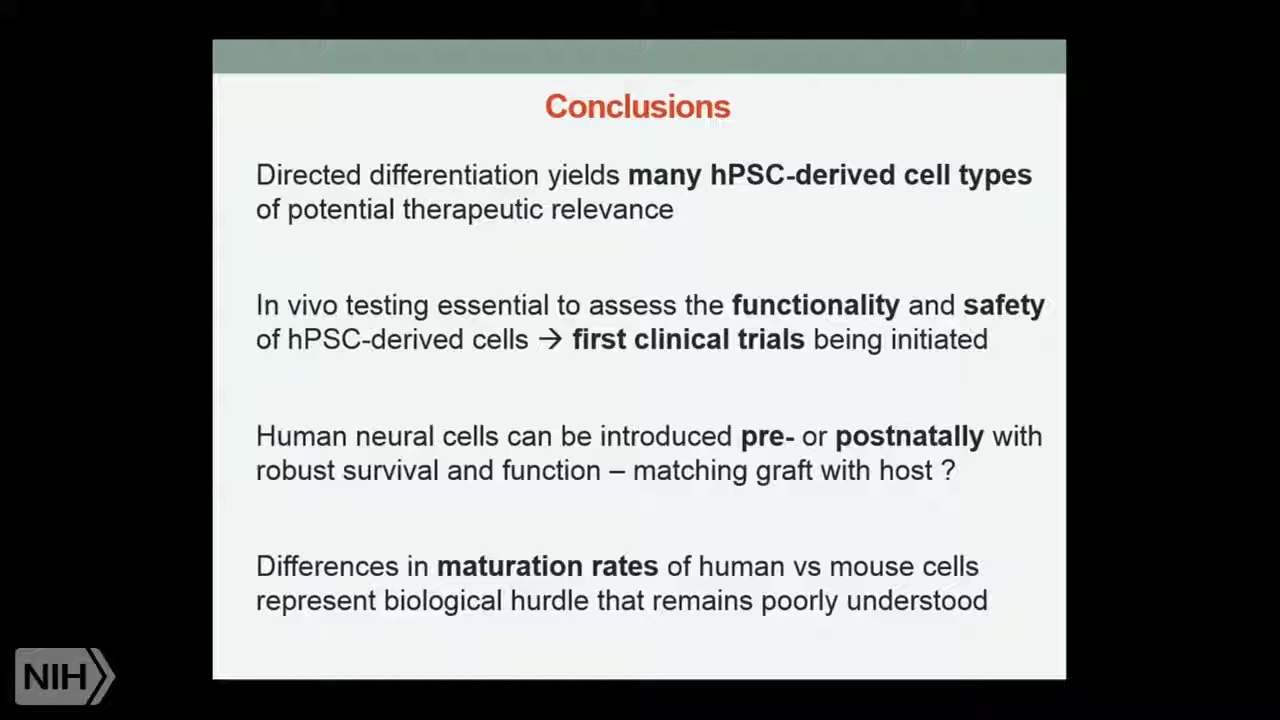 Conclusions
Directed differentiation yields many hPSC-derived cell types
of potential therapeutic relevance
In vivo testing essential to assess the functionality and safety
of hPSC-derived cells → first clinical trials being initiated
Human neural cells can be introduced pre- or postnatally with
robust survival and function – matching graft with host ?
Differences in maturation rates of human vs mouse cells
represent biological hurdle that remains poorly understood
NIH